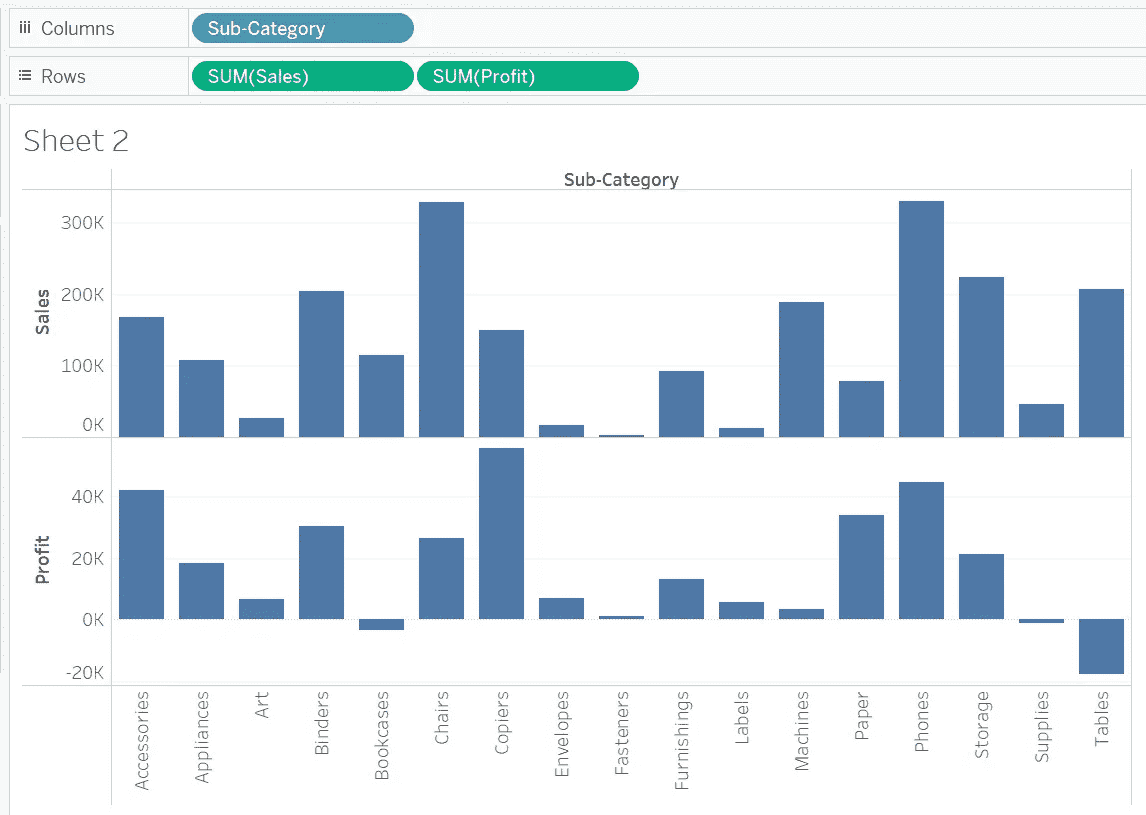 Columns Sub-Category
Rows SUM(Sales) SUM(Profit)
Sheet 2
Sub-Category
300K
200K
100K
0K
Sales
40K
20K
0K
-20K
Profit
Accessories
Appliances
Art
Binders
Bookcases
Chairs
Copiers
Envelopes
Fasteners
Furnishings
Labels
Machines
Paper
Phones
Storage
Supplies
Tables